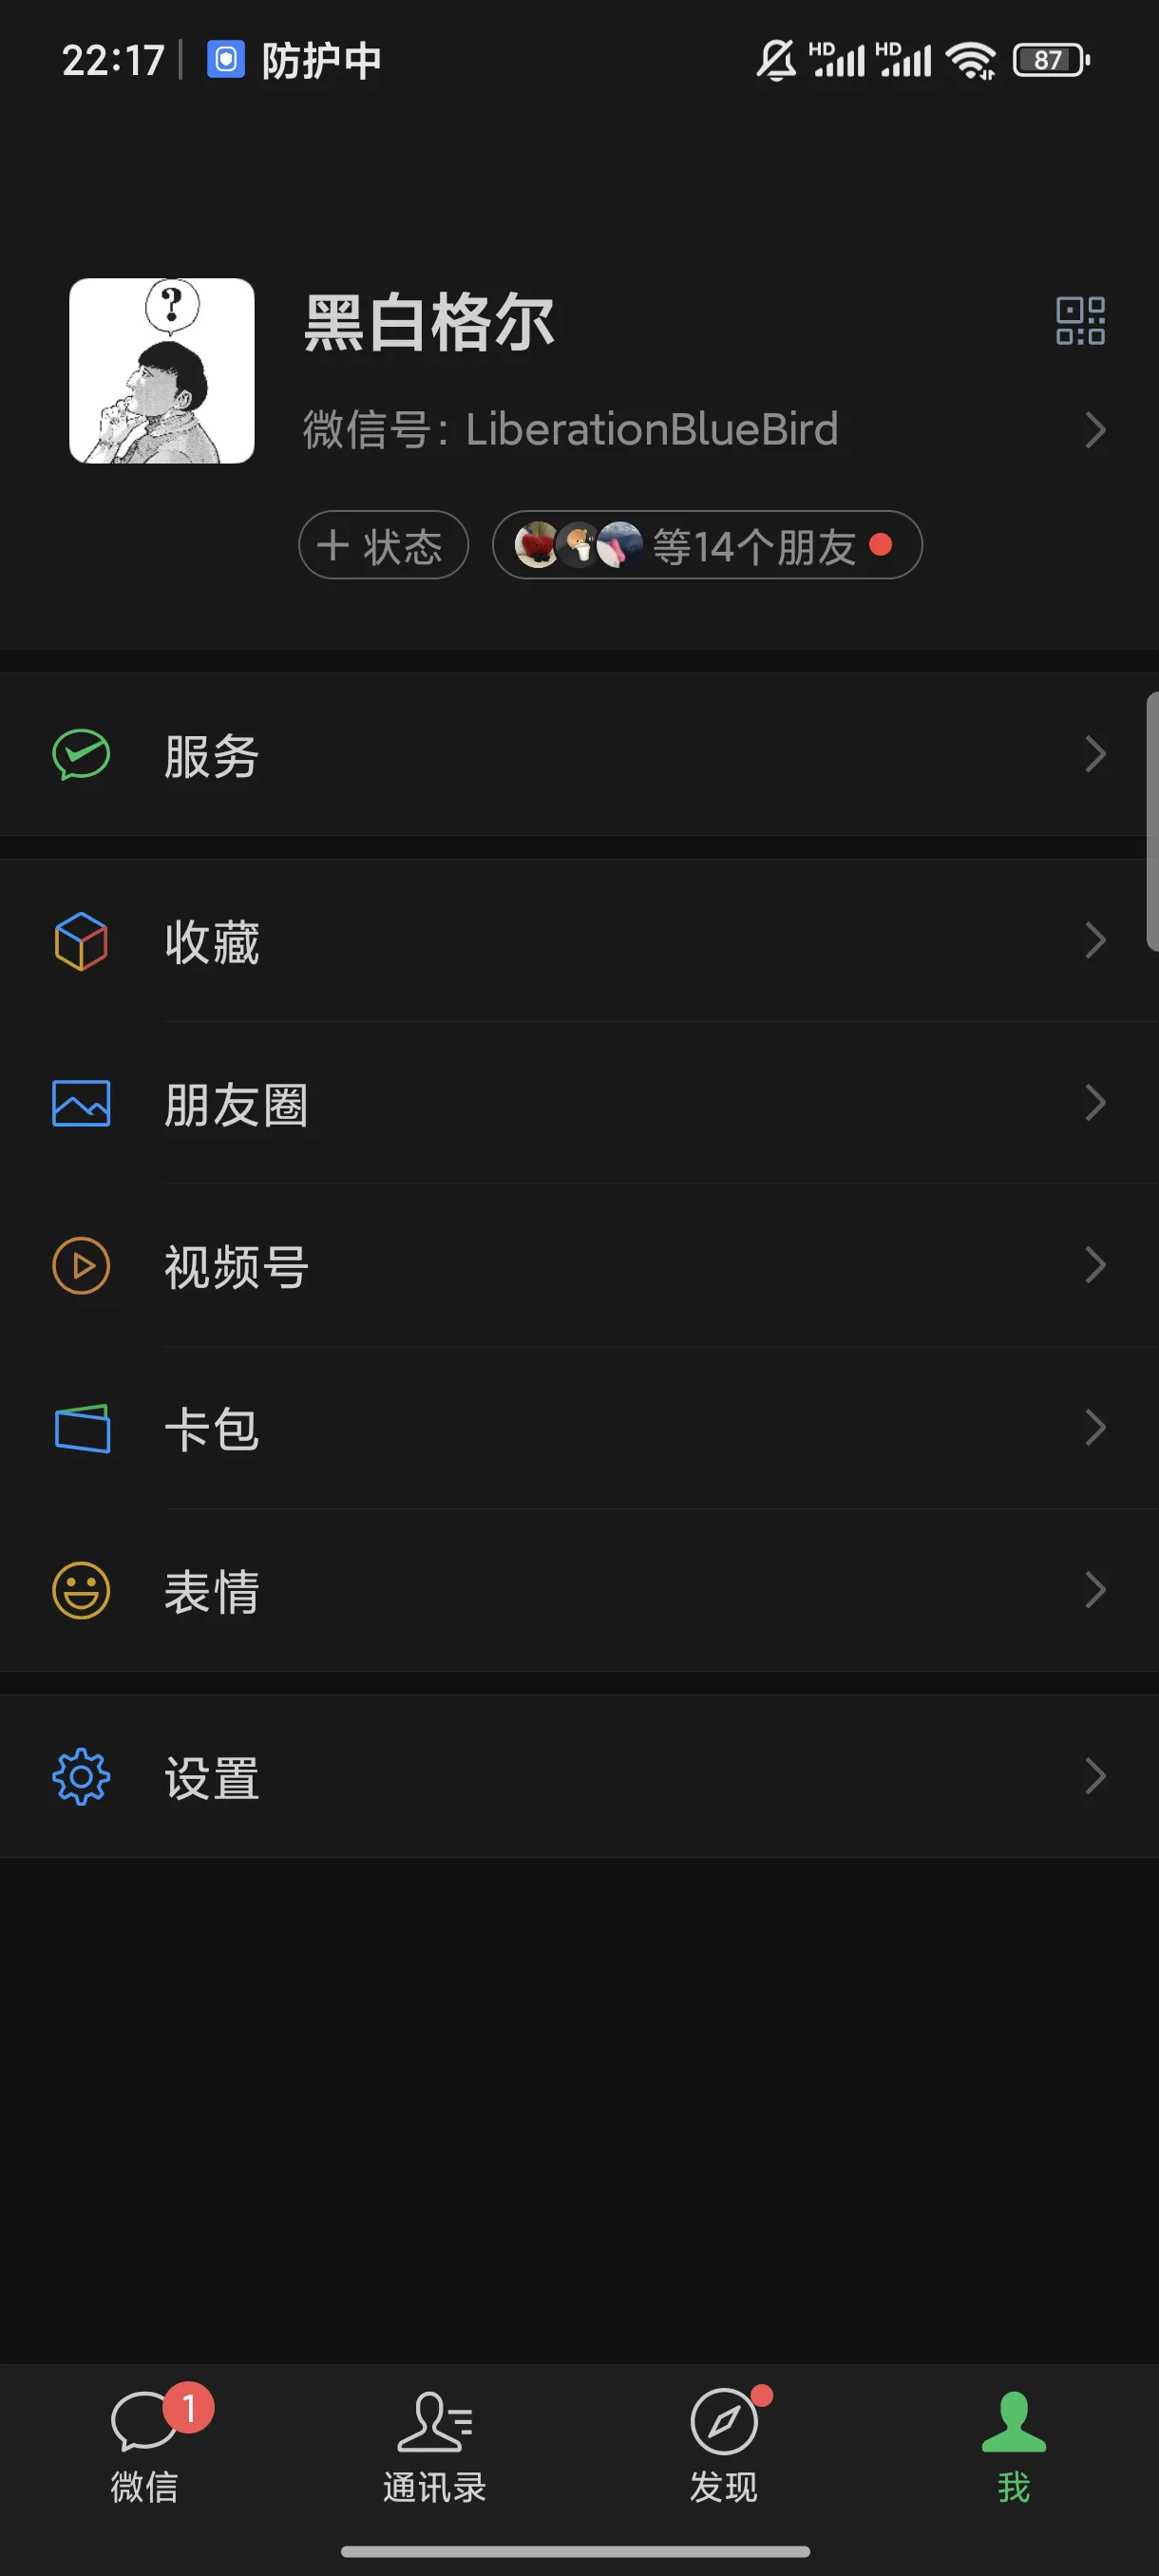 22:17 防护中 HD HD 87
?
黑白格尔
微信号: LiberationBlueBird
+ 状态 等14个朋友
服务
收藏
朋友圈
视频号
卡包
表情
设置
1
微信 通讯录 发现 我